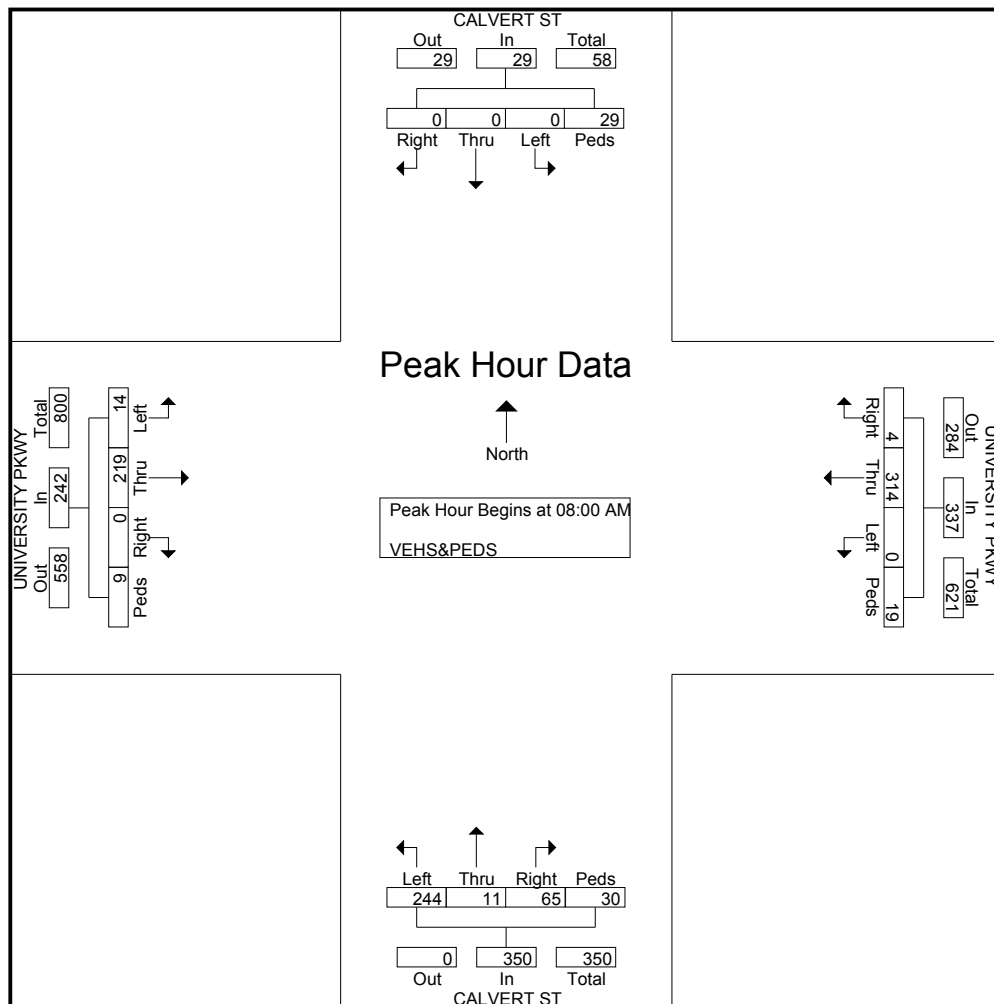 CALVERT ST
Out In Total
29 29 58
0 0 0 29
Right Thru Left Peds
Peak Hour Data
North
Peak Hour Begins at 08:00 AM
VEHS&PEDS
UNIVERSITY PKWY
Total In Out
800 242 558
14 219 0 9
Left Thru Right Peds
UNIVERSITY PKWY
Out In Total
284 337 621
4 314 0 19
Right Thru Left Peds
Left Thru Right Peds
244 11 65 30
0 350 350
Out In Total
CALVERT ST